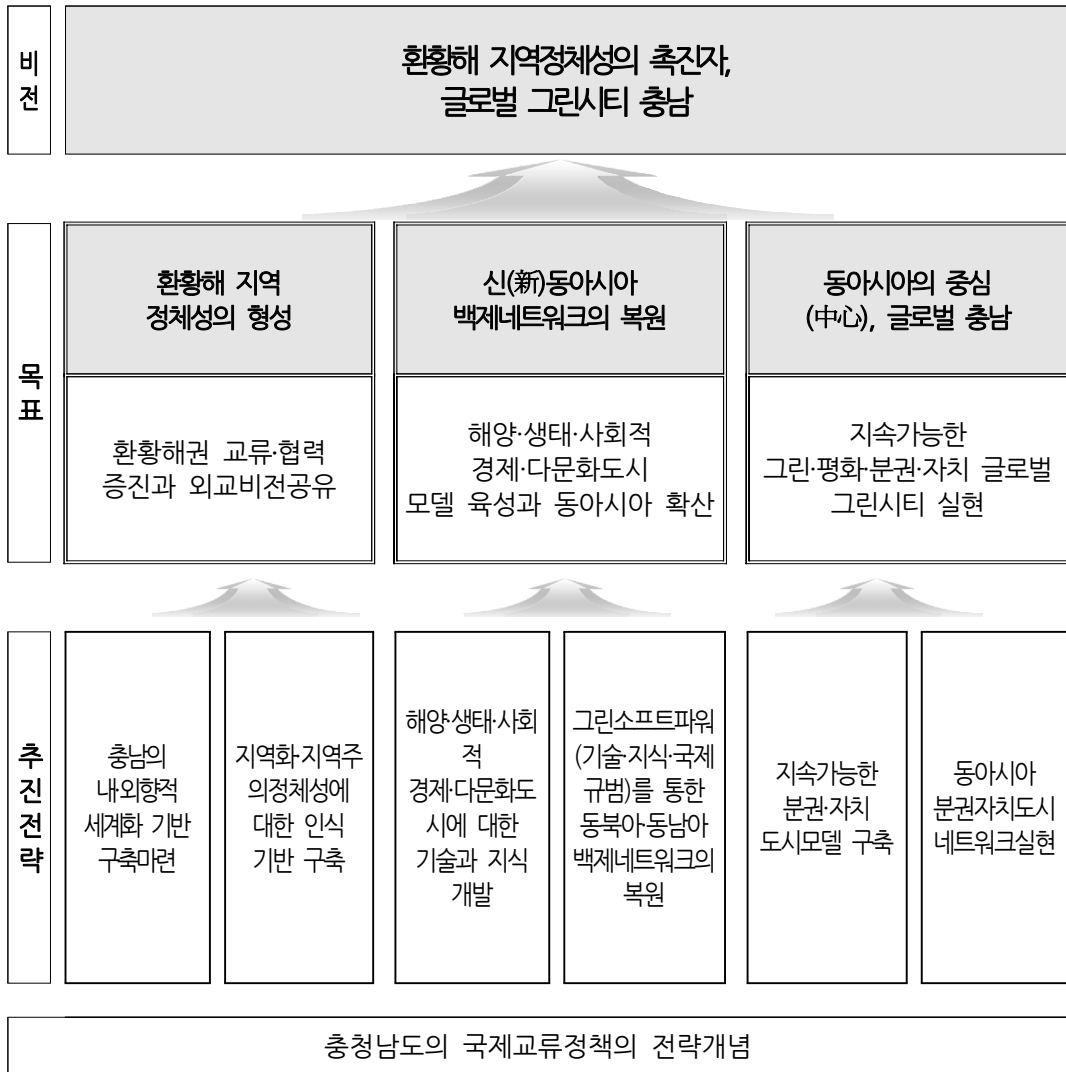 비
전
환황해 지역정체성의 촉진자,
글로벌 그린시티 충남
목
표
환황해 지역
정체성의 형성
신(新)동아시아
백제네트워크의 복원
동아시아의 중심
(中心), 글로벌 충남
환황해권 교류·협력
증진과 외교비전공유
해양·생태·사회적
경제·다문화도시
모델 육성과 동아시아 확산
지속가능한
그린·평화·분권·자치 글로벌
그린시티 실현
추
진
전
략
충남의
내·외향적
세계화 기반
구축마련
지역화·지역주
의정체성에
대한 인식
기반 구축
해양·생태·사회
적
경제·다문화도
시에 대한
기술과 지식
개발
그린소프트파워
(기술·지식·국제
규범)를 통한
동북아·동남아
백제네트워크의
복원
지속가능한
분권·자치
도시모델 구축
동아시아
분권자치도시
네트워크실현
충청남도의 국제교류정책의 전략개념